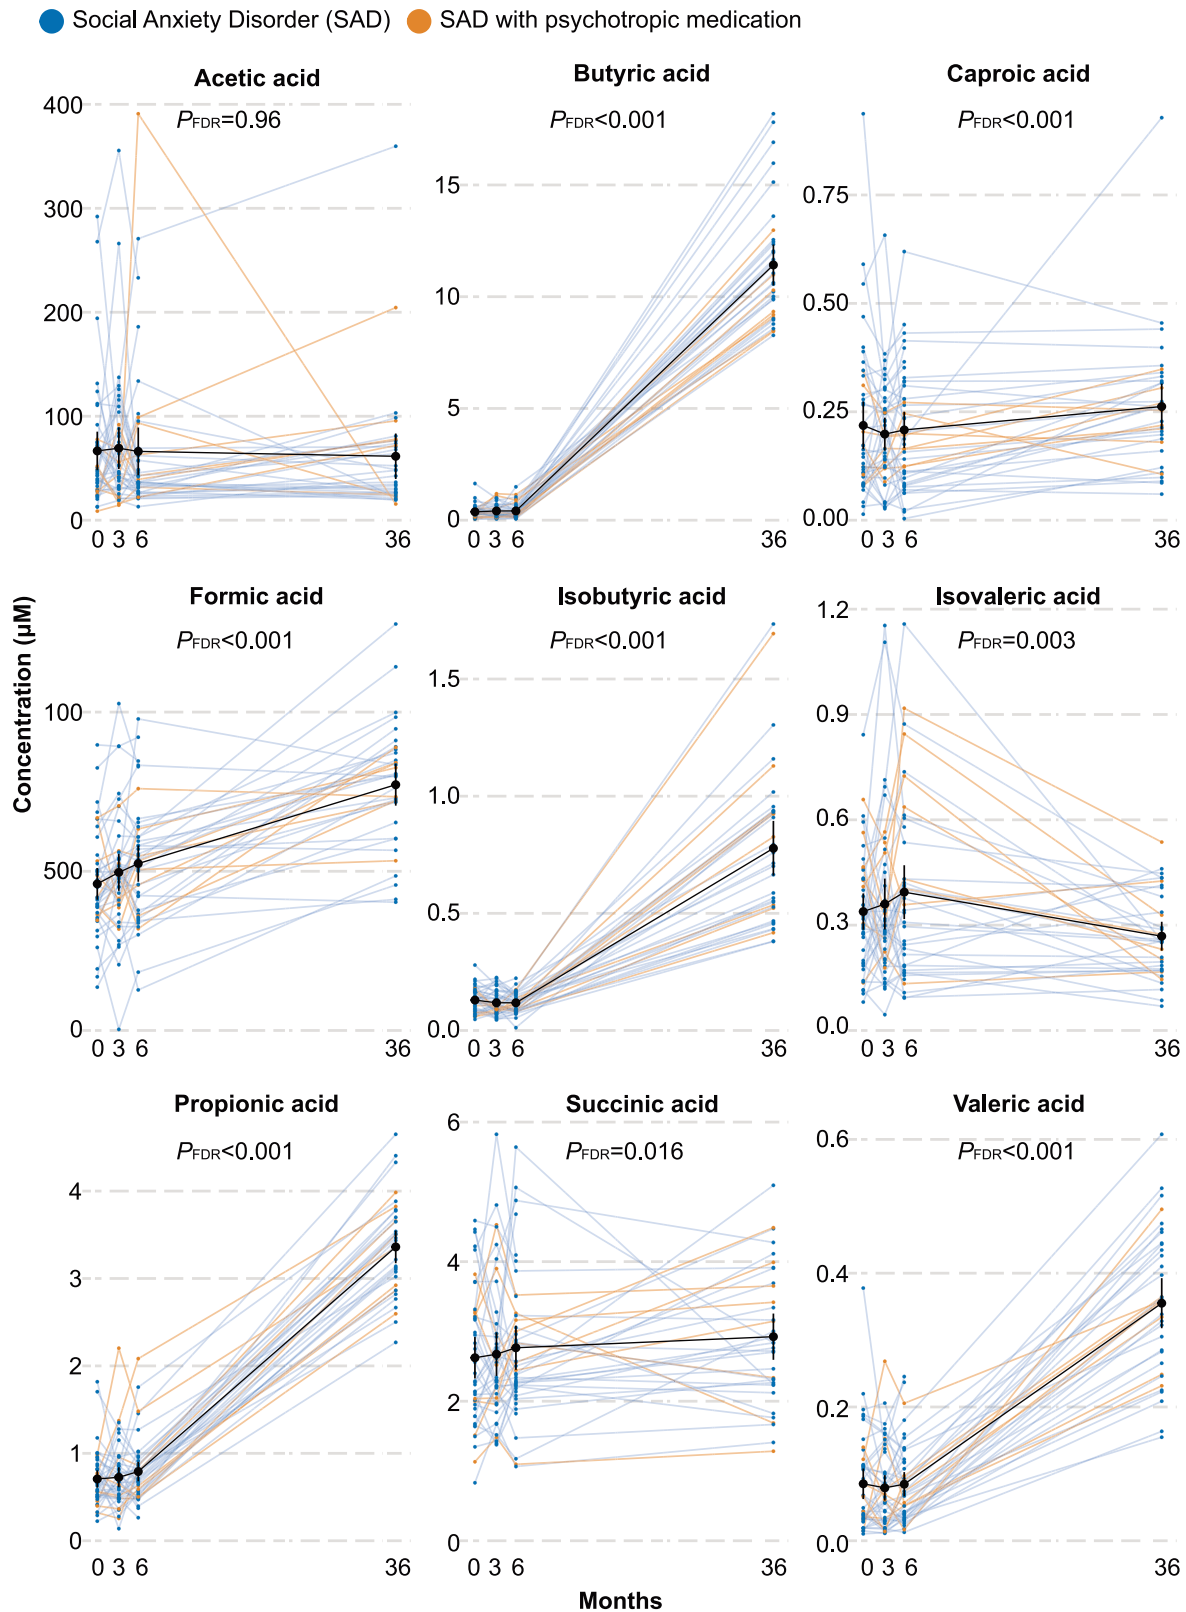 Social Anxiety Disorder (SAD) SAD with psychotropic medication
Acetic acid Butyric acid Caproic acid
PFDR=0.96 PFDR<0.001 PFDR<0.001
400
300
200
100
0
0 3 6 36
15
10
5
0
0 3 6 36
0.75
0.50
0.25
0.00
0 3 6 36
Concentration (µM)
Formic acid Isobutyric acid Isovaleric acid
PFDR<0.001 PFDR<0.001 PFDR=0.003
100
500
0
0 3 6 36
1.5
1.0
0.5
0.0
0 3 6 36
1.2
0.9
0.6
0.3
0.0
0 3 6 36
Propionic acid Succinic acid Valeric acid
PFDR<0.001 PFDR=0.016 PFDR<0.001
4
3
2
1
0
0 3 6 36
6
4
2
0
0 3 6 36
0.6
0.4
0.2
0.0
0 3 6 36
Months